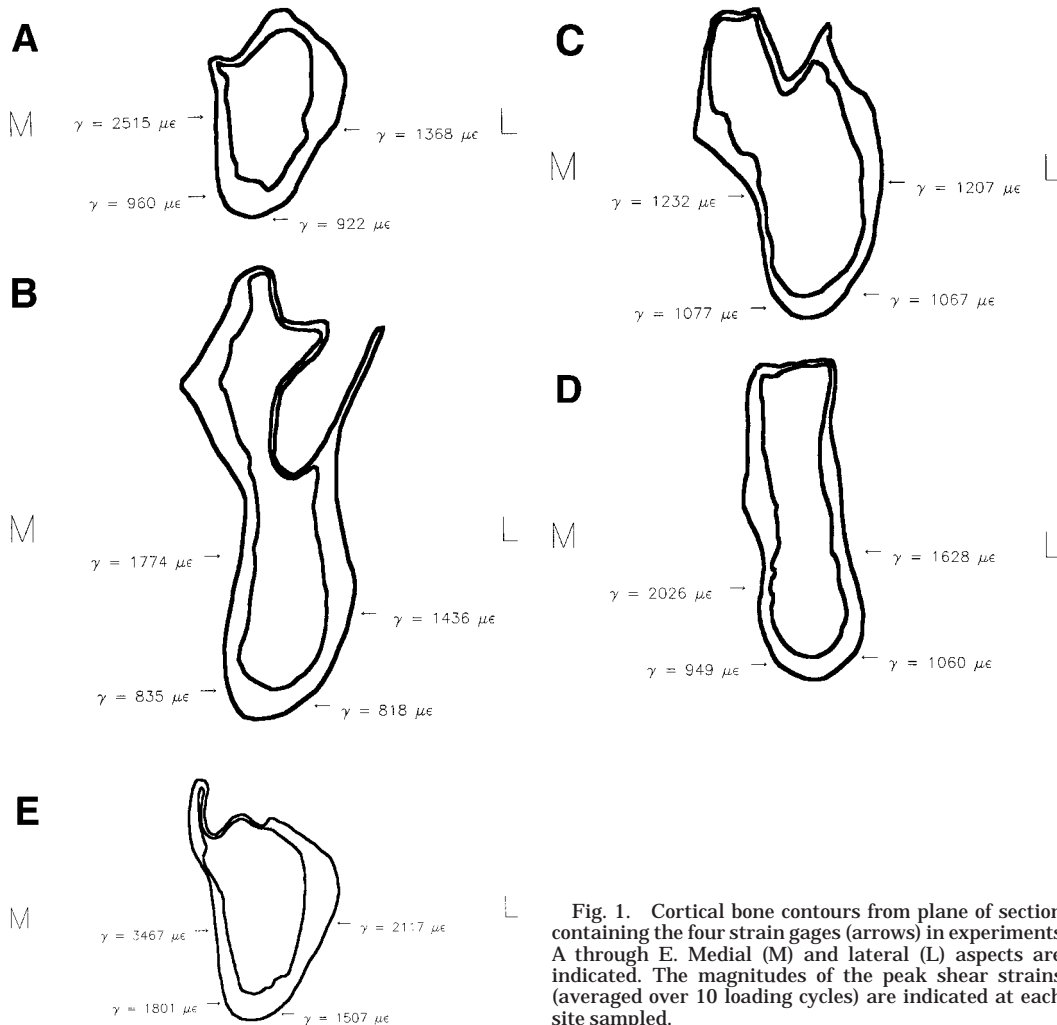 A
M
γ = 2515 με
γ = 960 με
L
γ = 1368 με
γ = 922 με
B
M
γ = 1774 με
γ = 835 με
L
γ = 1436 με
γ = 818 με
E
M
γ = 3467 με
γ = 1801 με
L
γ = 2117 με
γ = 1507 με
C
M
γ = 1232 με
γ = 1077 με
L
γ = 1207 με
γ = 1067 με
D
M
γ = 2026 με
γ = 949 με
L
γ = 1628 με
γ = 1060 με
Fig. 1. Cortical bone contours from plane of section
containing the four strain gages (arrows) in experiments
A through E. Medial (M) and lateral (L) aspects are
indicated. The magnitudes of the peak shear strains
(averaged over 10 loading cycles) are indicated at each
site sampled.